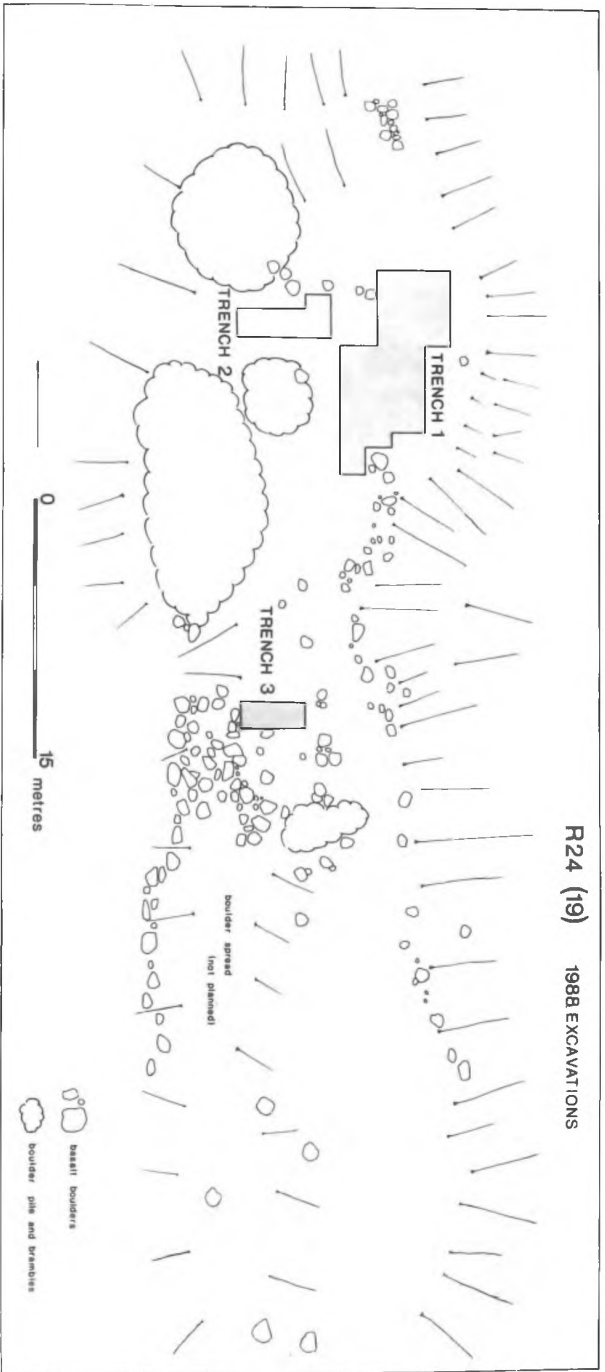 R24 (19) 1988 EXCAVATIONS
TRENCH 1
TRENCH 2
TRENCH 3
boulder spread
(not planned)
0 15 metres
basalt boulders
boulder pile and brambles